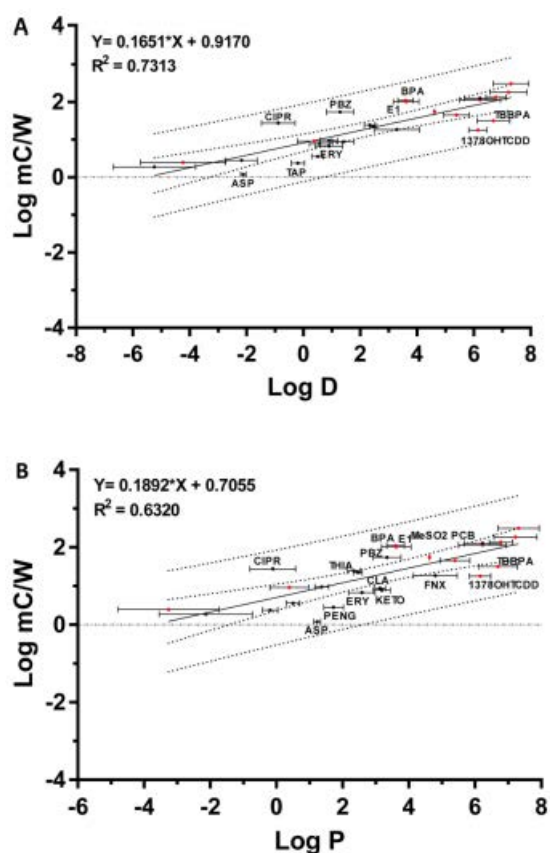 A
Y= 0.1651*X + 0.9170
R² = 0.7313
Log mC/W
4
2
0
-2
-4
CIPR
PBZ
BPA
E1
ERY
TAP
ASP
TBBPA
1378OHTCDD
-8 -6 -4 -2 0 2 4 6 8
Log D
B
Y= 0.1892*X + 0.7055
R² = 0.6320
Log mC/W
4
2
0
-2
-4
CIPR
BPA E1 MeSO2 PCB
PBZ
THIA
CLA
TBBPA
FNX
1378OHTCDD
ERY
KETO
PENG
ASP
-6 -4 -2 0 2 4 6 8
Log P